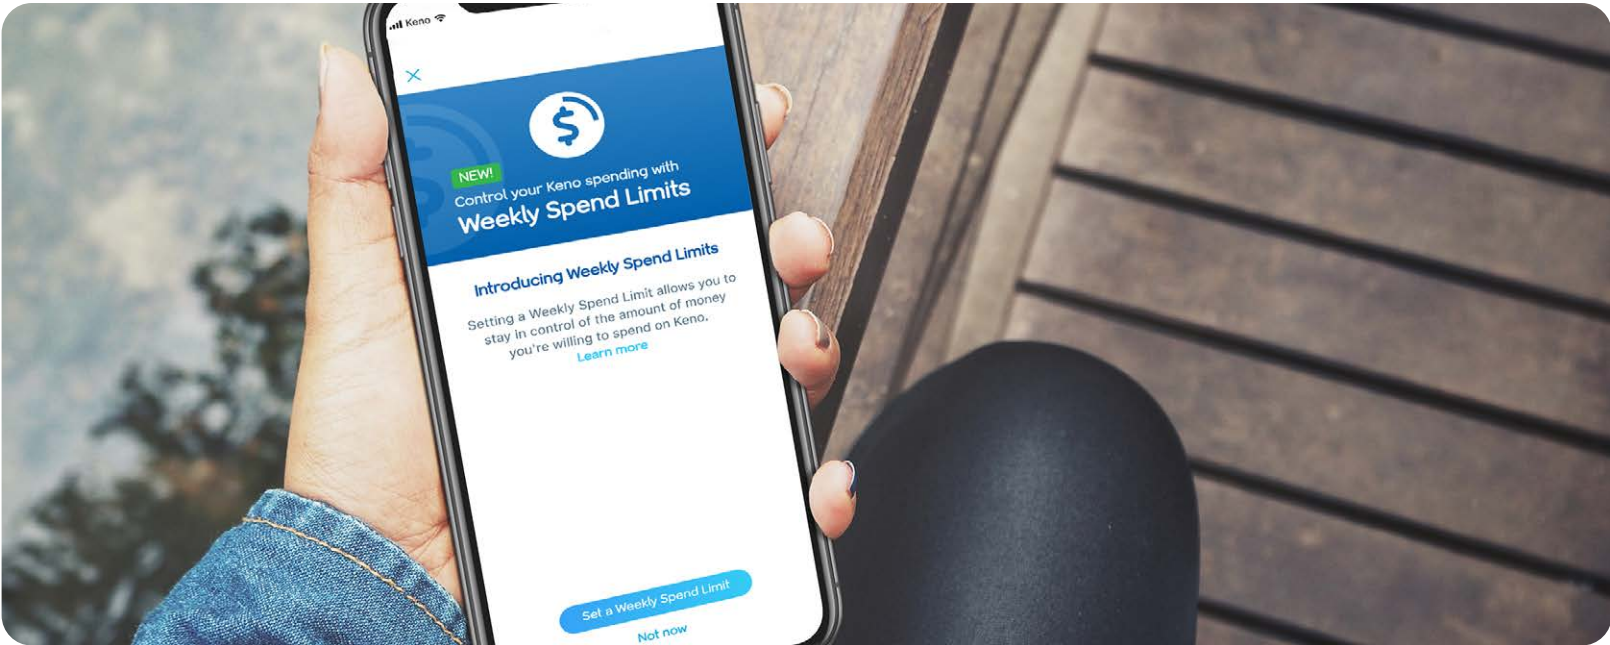 Keno
$
NEW!
Control your Keno spending with
Weekly Spend Limits
Introducing Weekly Spend Limits
Setting a Weekly Spend Limit allows you to
stay in control of the amount of money
you're willing to spend on Keno.
Learn more
Set a Weekly Spend Limit
Not now